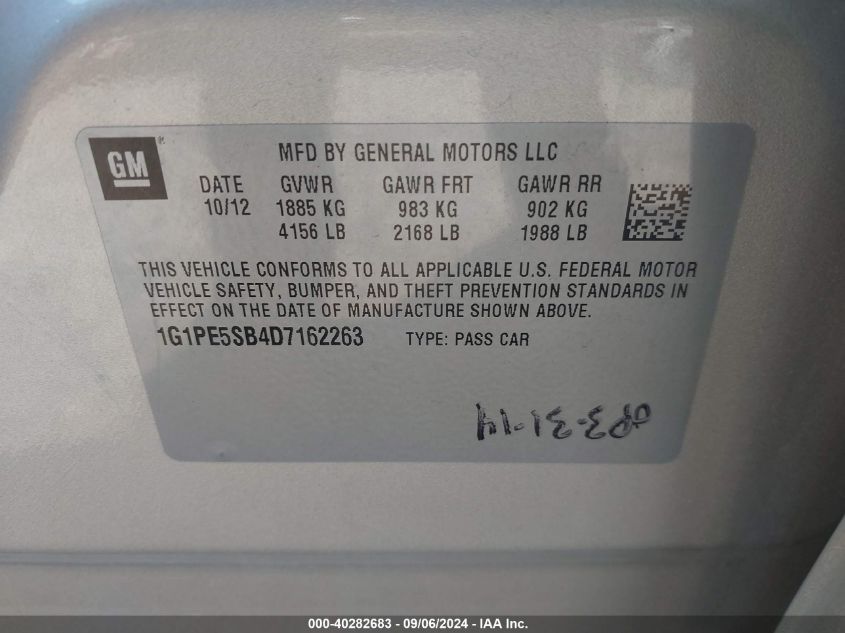 GM®
MFD BY GENERAL MOTORS LLC
DATE GVWR GAWR FRT GAWR RR
10/12 1885 KG 983 KG 902 KG
4156 LB 2168 LB 1988 LB
THIS VEHICLE CONFORMS TO ALL APPLICABLE U.S. FEDERAL MOTOR
VEHICLE SAFETY, BUMPER, AND THEFT PREVENTION STANDARDS IN
EFFECT ON THE DATE OF MANUFACTURE SHOWN ABOVE.
1G1PE5SB4D7162263 TYPE: PASS CAR
000-40282683 - 09/06/2024 - IAA Inc.